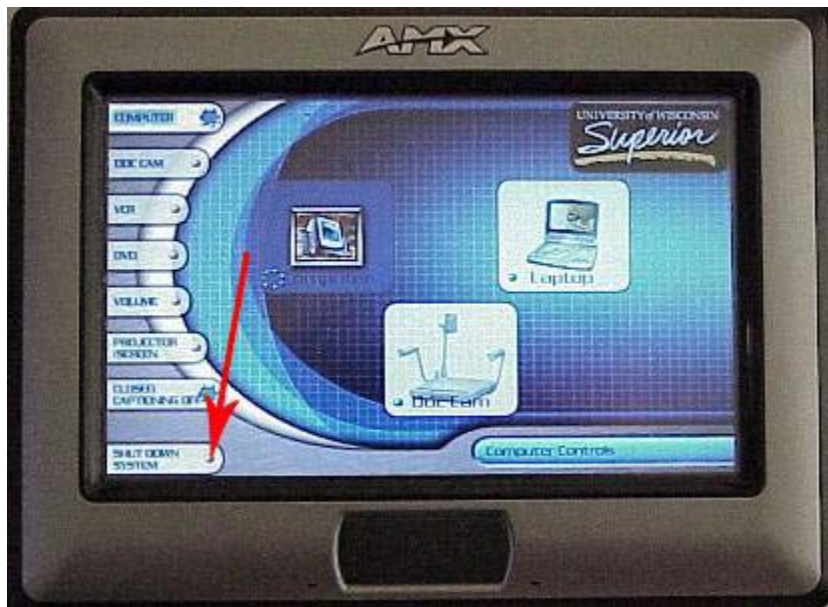 AMX
UNIVERSITY of WISCONSIN
Superior
COMPUTER
DOC CAM
VCR
DVD
VOLUME
PROJECTOR
/SCREEN
CLOSED
CAPTIONING OFF
SHUT DOWN
SYSTEM
Computer
Laptop
Doc Cam
Computer Controls